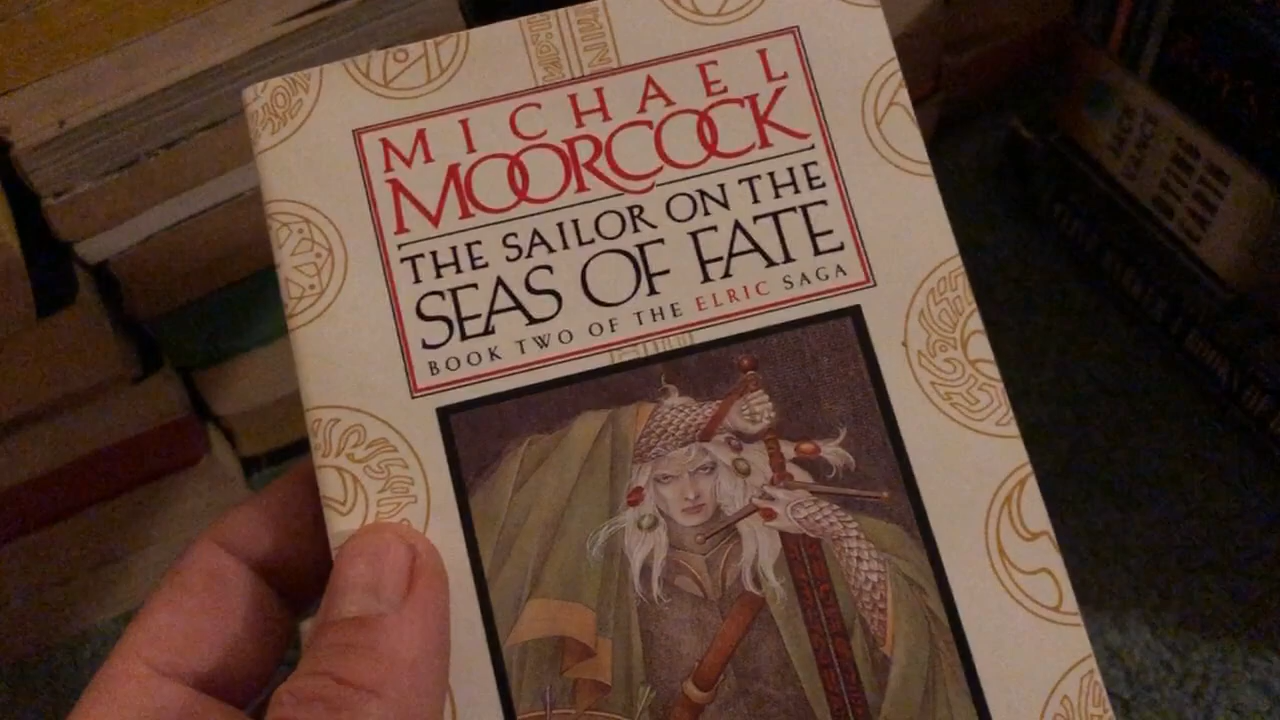 MICHAEL
MOORCOCK
THE SAILOR ON THE
SEAS OF FATE
BOOK TWO OF THE ELRIC SAGA